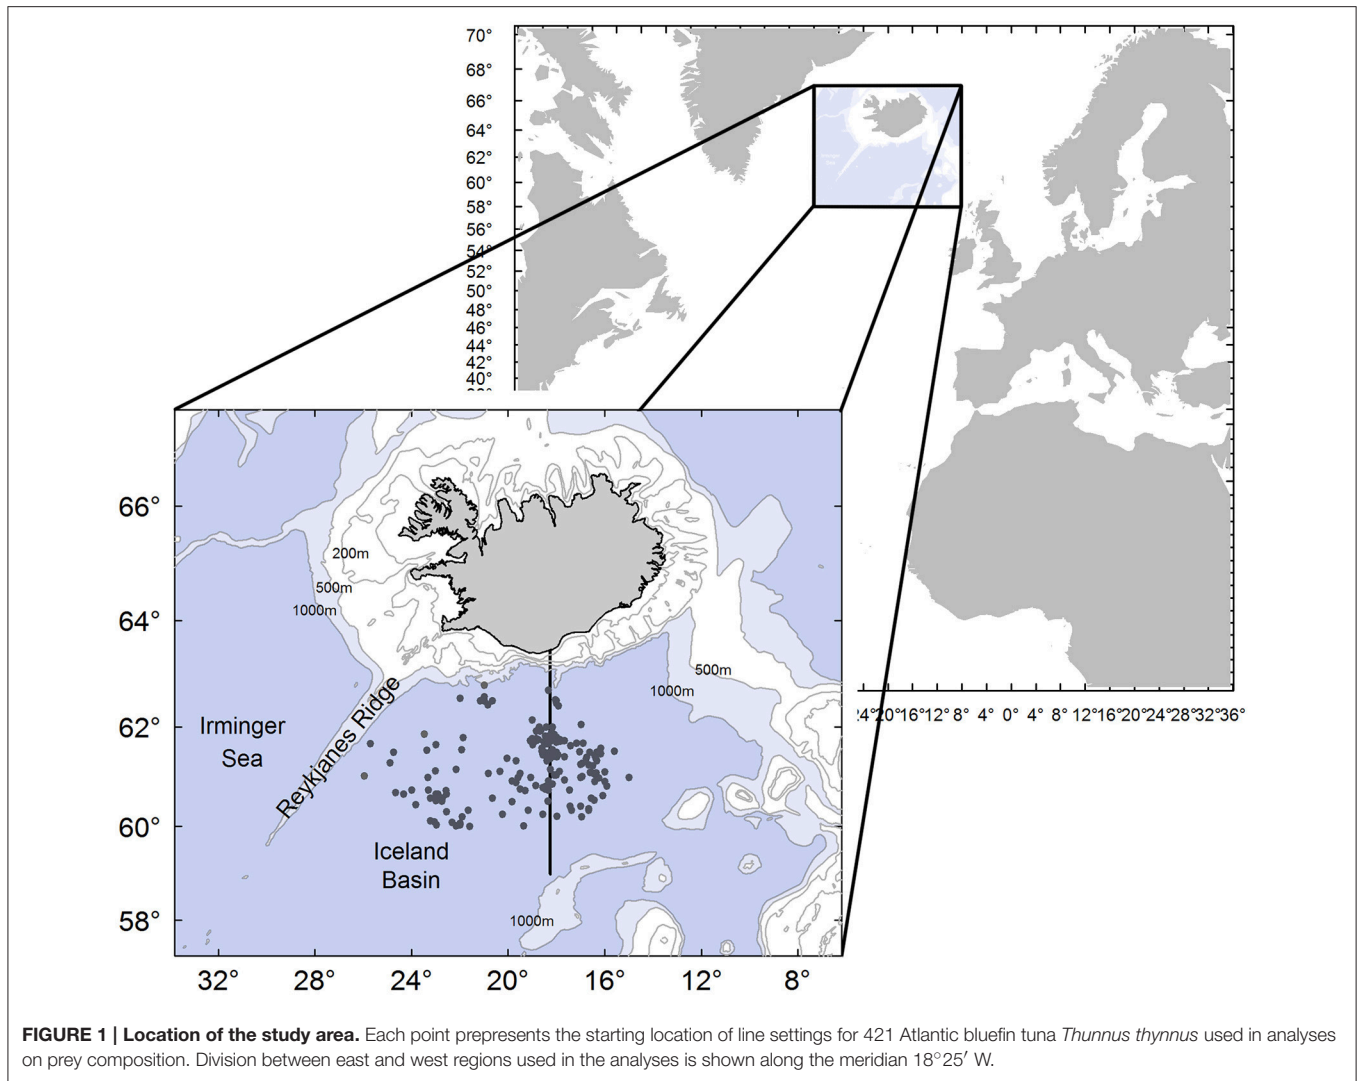 70°
68°
66°
64°
62°
60°
58°
56°
54°
52°
50°
48°
46°
44°
42°
40°
24°20°16°12° 8° 4° 0° 4° 8° 12°16°20°24°28°32°36°
66°
64°
62°
60°
58°
200m
500m
1000m
500m
1000m
Irminger
Sea
Reykjanes Ridge
Iceland
Basin
1000m
32° 28° 24° 20° 16° 12° 8°
FIGURE 1 | Location of the study area. Each point prepresents the starting location of line settings for 421 Atlantic bluefin tuna Thunnus thynnus used in analyses
on prey composition. Division between east and west regions used in the analyses is shown along the meridian 18°25′ W.